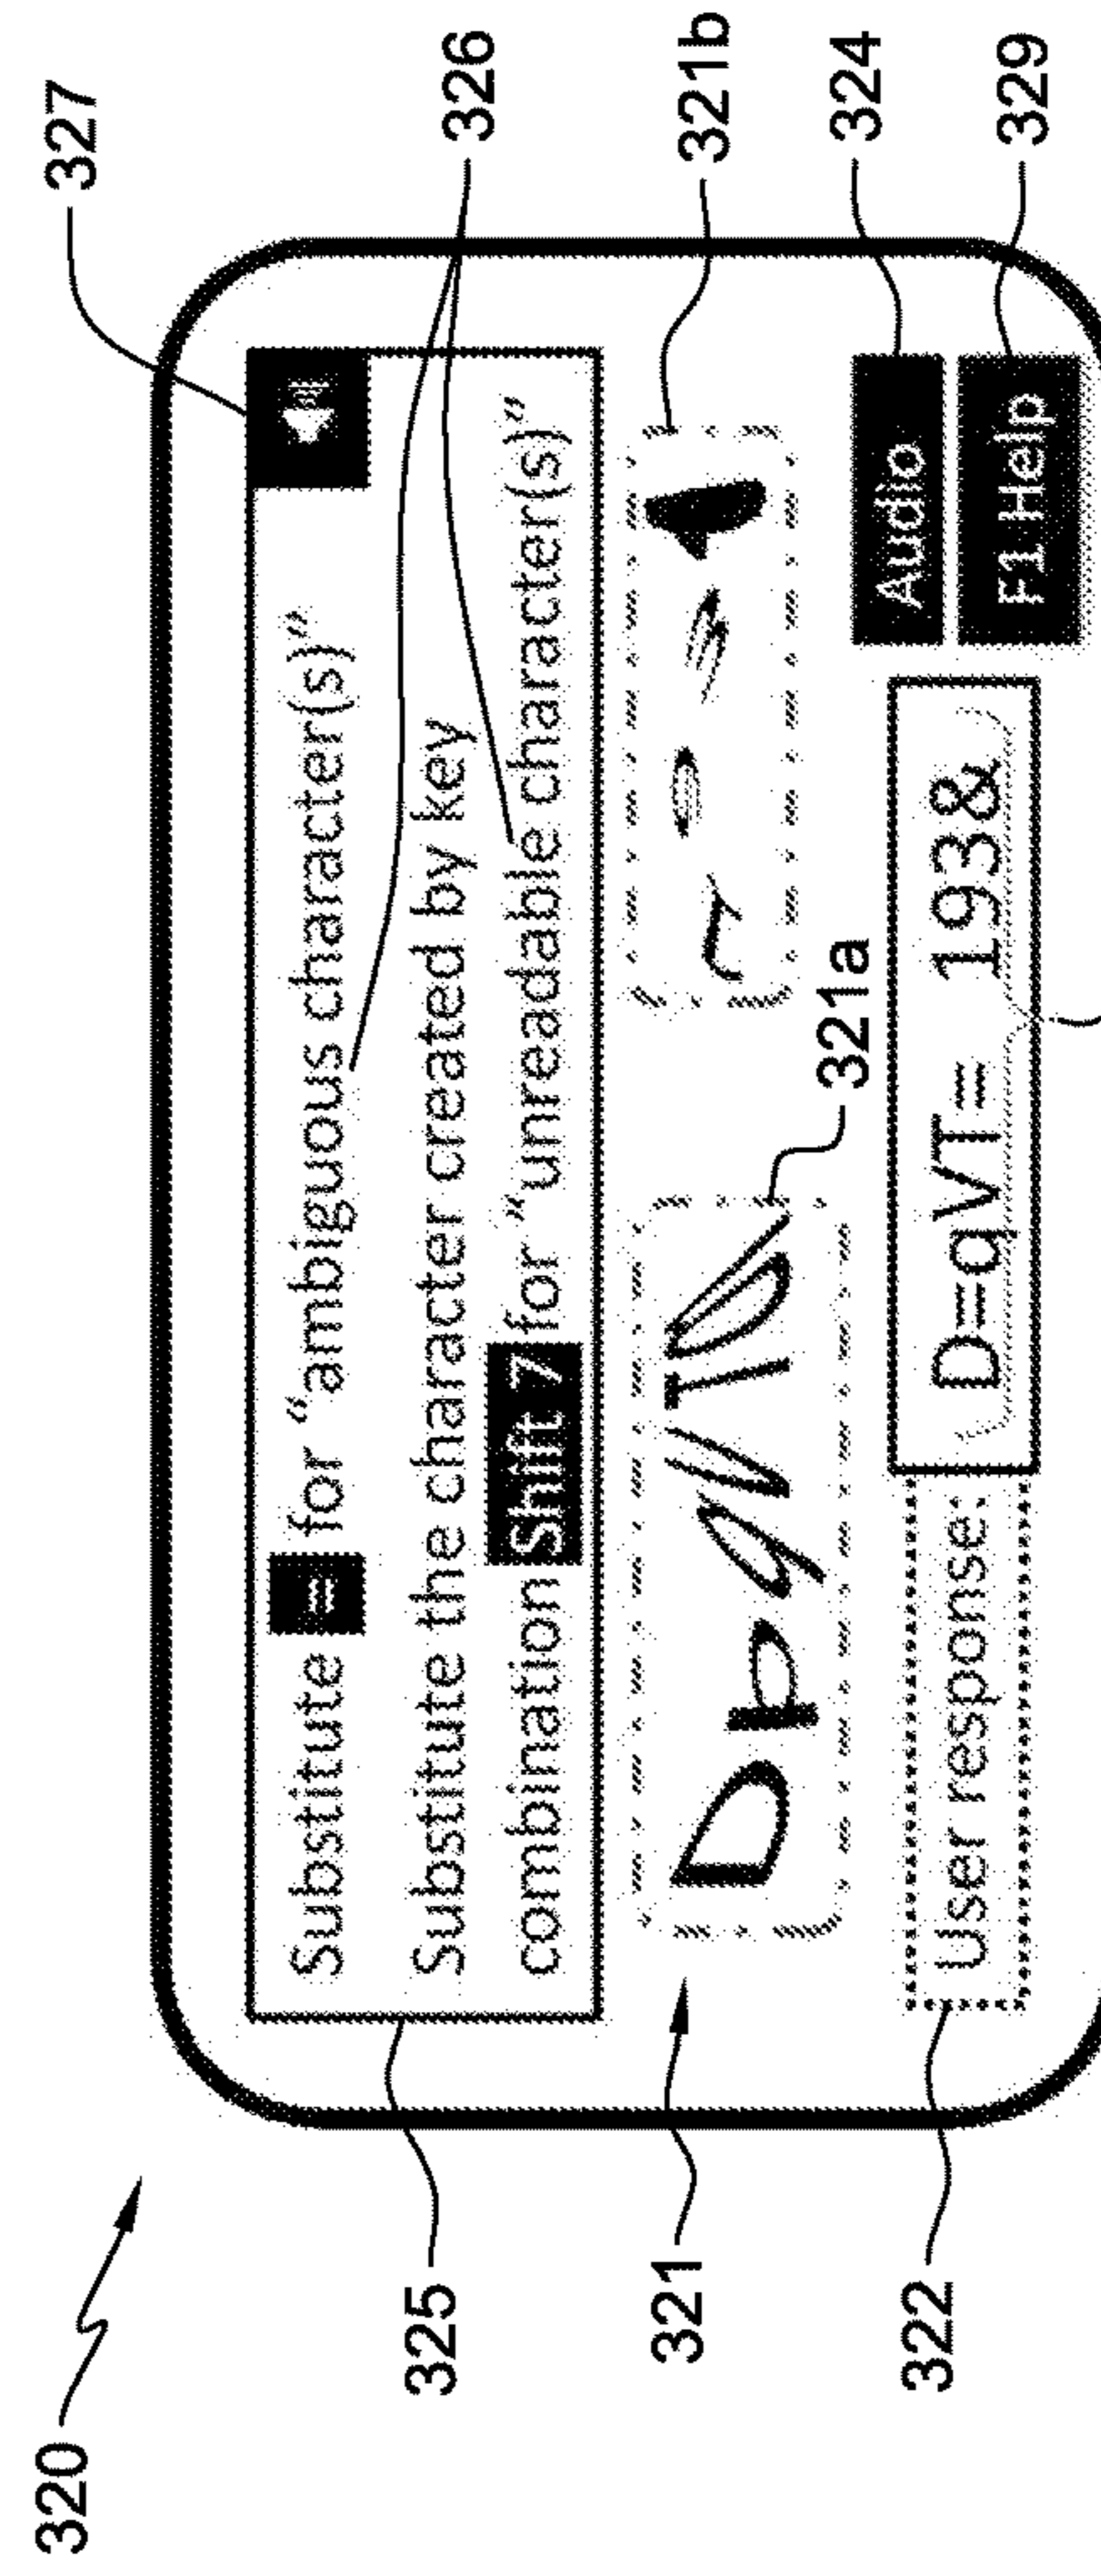 320
327
326
325
Substitute = for “ambiguous character(s)”
Substitute the character created by key
combination Shift 7 for “unreadable character(s)”
321
321b
321a
324
Audio
329
F1 Help
322
User response: D=qVT= 193&